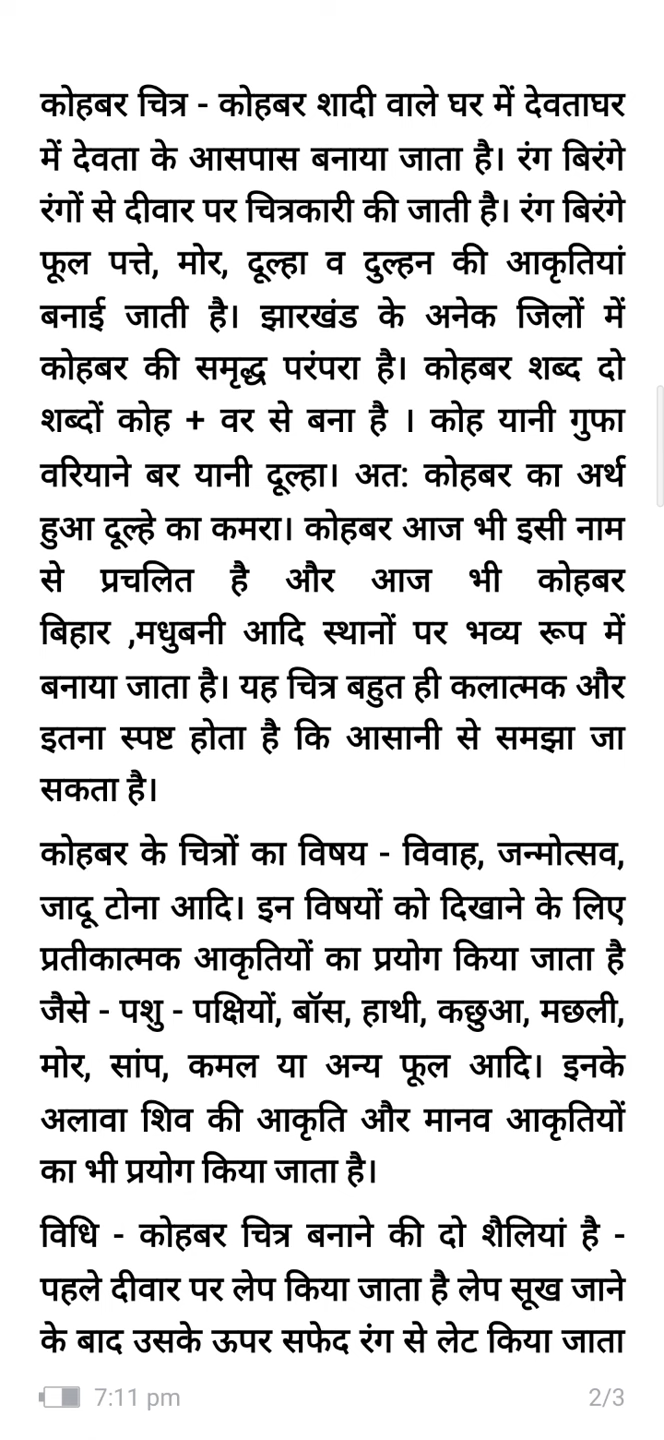 कोहबर चित्र - कोहबर शादी वाले घर में देवताघर
में देवता के आसपास बनाया जाता है। रंग बिरंगे
रंगों से दीवार पर चित्रकारी की जाती है। रंग बिरंगे
फूल पत्ते, मोर, दूल्हा व दुल्हन की आकृतियां
बनाई जाती है। झारखंड के अनेक जिलों में
कोहबर की समृद्ध परंपरा है। कोहबर शब्द दो
शब्दों कोह + वर से बना है । कोह यानी गुफा
वरियाने बर यानी दूल्हा। अत: कोहबर का अर्थ
हुआ दूल्हे का कमरा। कोहबर आज भी इसी नाम
से प्रचलित है और आज भी कोहबर
बिहार ,मधुबनी आदि स्थानों पर भव्य रूप में
बनाया जाता है। यह चित्र बहुत ही कलात्मक और
इतना स्पष्ट होता है कि आसानी से समझा जा
सकता है।
कोहबर के चित्रों का विषय - विवाह, जन्मोत्सव,
जादू टोना आदि। इन विषयों को दिखाने के लिए
प्रतीकात्मक आकृतियों का प्रयोग किया जाता है
जैसे - पशु - पक्षियों, बॉस, हाथी, कछुआ, मछली,
मोर, सांप, कमल या अन्य फूल आदि। इनके
अलावा शिव की आकृति और मानव आकृतियों
का भी प्रयोग किया जाता है।
विधि - कोहबर चित्र बनाने की दो शैलियां है -
पहले दीवार पर लेप किया जाता है लेप सूख जाने
के बाद उसके ऊपर सफेद रंग से लेट किया जाता
7:11 pm 2/3